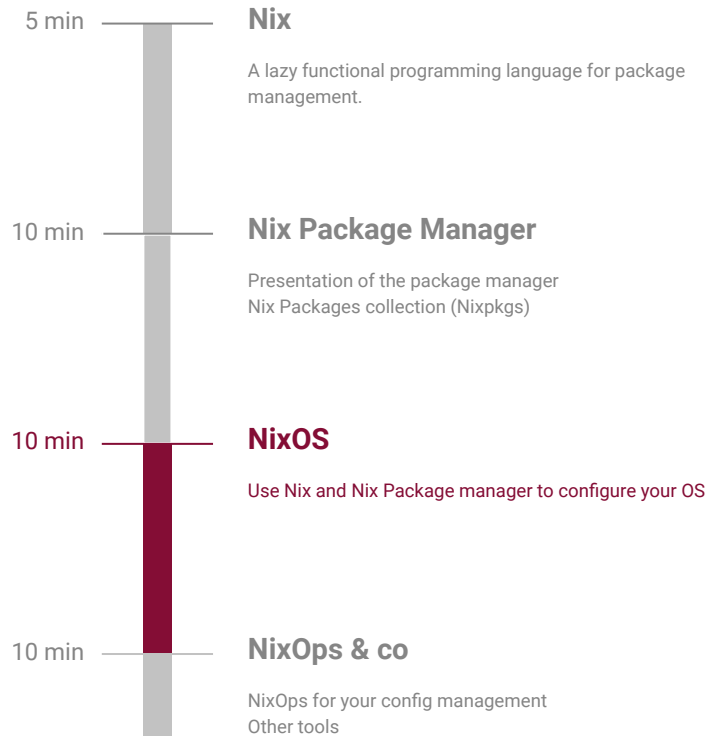 5 min
Nix
A lazy functional programming language for package
management.
10 min
Nix Package Manager
Presentation of the package manager
Nix Packages collection (Nixpkgs)
10 min
NixOS
Use Nix and Nix Package manager to configure your OS
10 min
NixOps & co
NixOps for your config management
Other tools